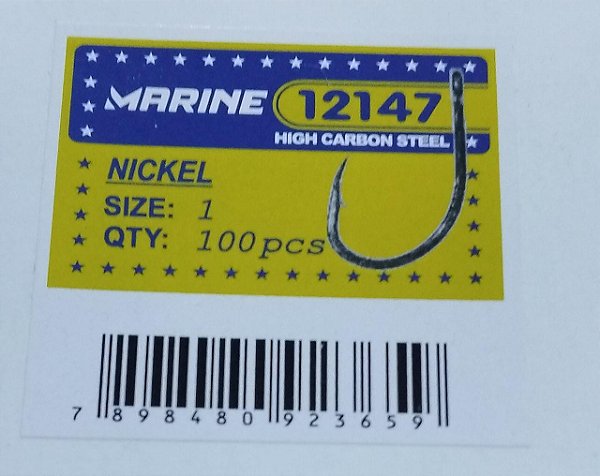 MARINE 12147
HIGH CARBON STEEL
NICKEL
SIZE: 1
QTY: 100pcs
7 898480 923659